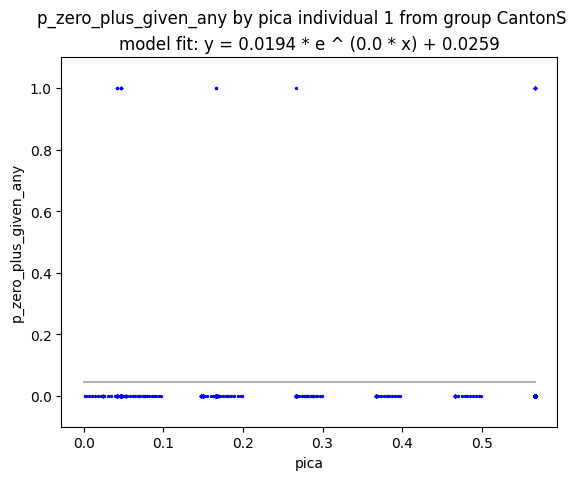 p_zero_plus_given_any by pica individual 1 from group CantonS
model fit: y = 0.0194 * e ^ (0.0 * x) + 0.0259
1.0
0.8
0.6
0.4
0.2
0.0
p_zero_plus_given_any
0.0 0.1 0.2 0.3 0.4 0.5
pica